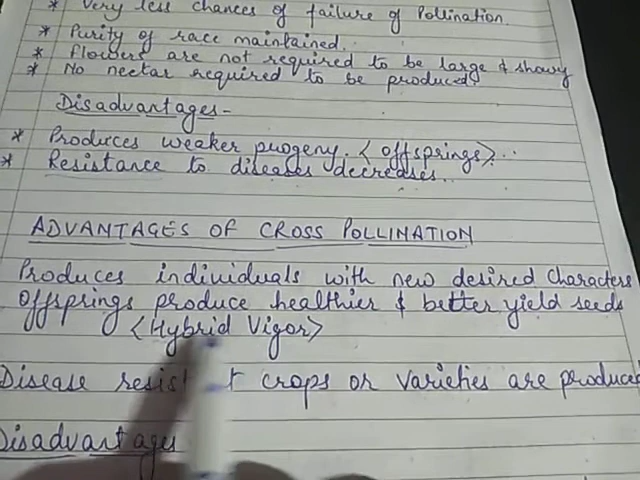 * Very less chances of failure of Pollination.
* Purity of race maintained.
* Flowers are not required to be large & showy
* No nectar required to be produced.
Disadvantages -
* Produces weaker progeny. <offsprings>..
* Resistance to diseases decreases..
ADVANTAGES OF CROSS POLLINATION
Produces individuals with new desired characters
Offsprings produce healthier & better yield seeds
<Hybrid Vigor>
Disease crops or varieties are produced
Disadvantages